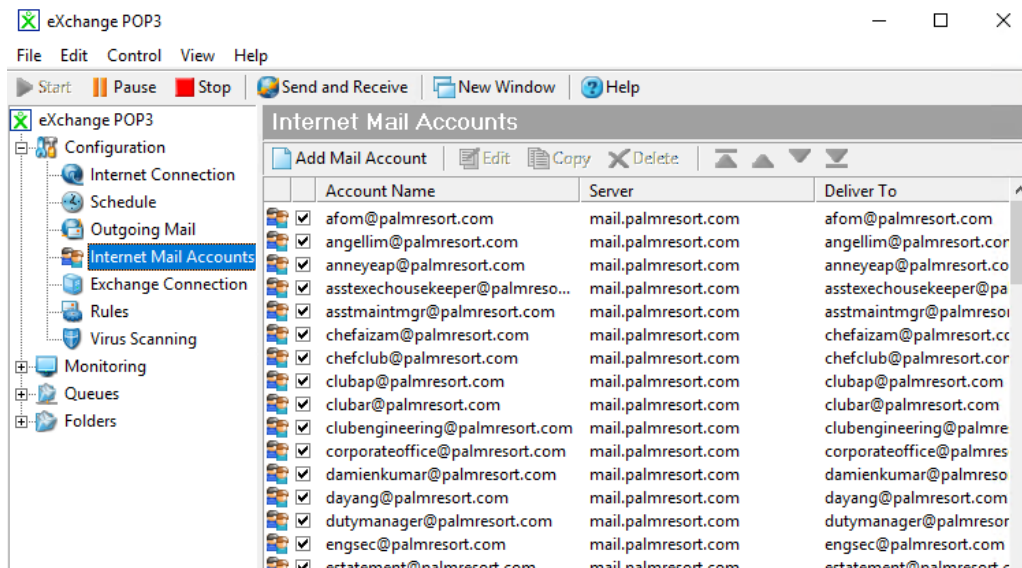 eXchange POP3
File Edit Control View Help
Start Pause Stop Send and Receive New Window Help
eXchange POP3
Configuration
Internet Connection
Schedule
Outgoing Mail
Internet Mail Accounts
Exchange Connection
Rules
Virus Scanning
Monitoring
Queues
Folders
Internet Mail Accounts
Add Mail Account Edit Copy Delete
Account Name Server Deliver To
afom@palmresort.com mail.palmresort.com afom@palmresort.com
angellim@palmresort.com mail.palmresort.com angellim@palmresort.cor
anneyeap@palmresort.com mail.palmresort.com anneyeap@palmresort.co
asstexechousekeeper@palmreso... mail.palmresort.com asstexechousekeeper@pa
asstmaintmgr@palmresort.com mail.palmresort.com asstmaintmgr@palmresor
chefaizam@palmresort.com mail.palmresort.com chefaizam@palmresort.cc
chefclub@palmresort.com mail.palmresort.com chefclub@palmresort.cor
clubap@palmresort.com mail.palmresort.com clubap@palmresort.com
clubar@palmresort.com mail.palmresort.com clubar@palmresort.com
clubengineering@palmresort.com mail.palmresort.com clubengineering@palmre
corporateoffice@palmresort.com mail.palmresort.com corporateoffice@palmres
damienkumar@palmresort.com mail.palmresort.com damienkumar@palmreso
dayang@palmresort.com mail.palmresort.com dayang@palmresort.com
dutymanager@palmresort.com mail.palmresort.com dutymanager@palmresor
engsec@palmresort.com mail.palmresort.com engsec@palmresort.com
estatement@palmresort.com mail.palmresort.com estatement@palmresort.c